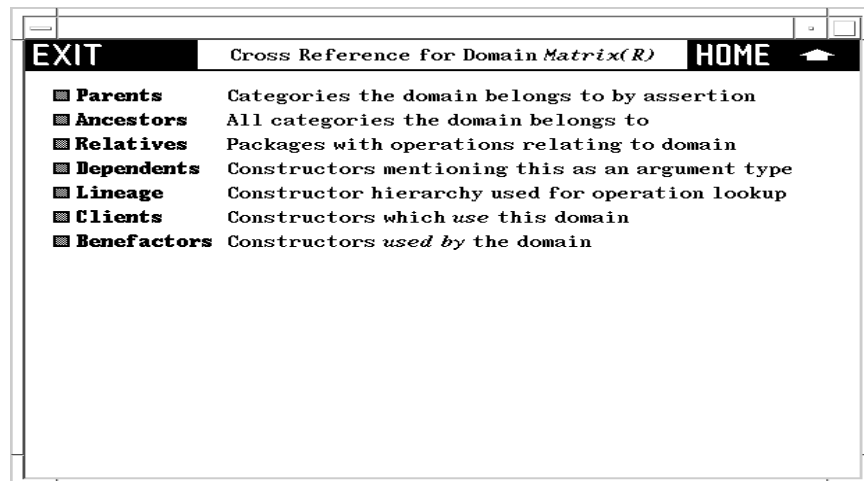 EXIT Cross Reference for Domain Matrix(R) HOME
Parents Categories the domain belongs to by assertion
Ancestors All categories the domain belongs to
Relatives Packages with operations relating to domain
Dependents Constructors mentioning this as an argument type
Lineage Constructor hierarchy used for operation lookup
Clients Constructors which use this domain
Benefactors Constructors used by the domain